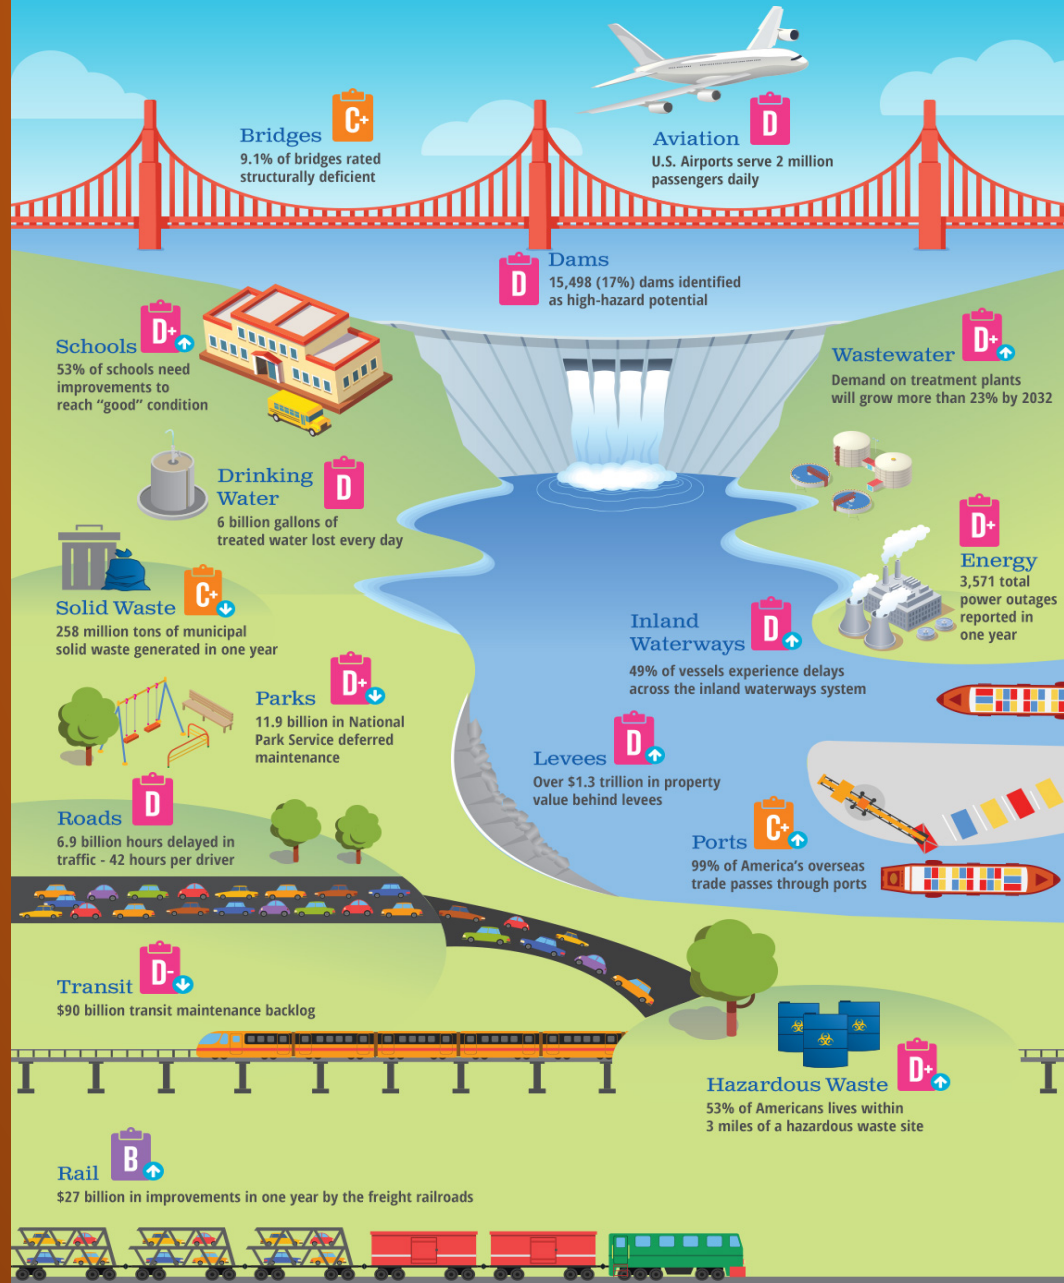 Bridges
C+
9.1% of bridges rated
structurally deficient
Aviation
D
U.S. Airports serve 2 million
passengers daily
D
Dams
15,498 (17%) dams identified
as high-hazard potential
Schools
D+
53% of schools need
improvements to
reach “good” condition
Wastewater
D+
Demand on treatment plants
will grow more than 23% by 2032
Drinking
Water
D
6 billion gallons of
treated water lost every day
D+
Energy
3,571 total
power outages
reported in
one year
Solid Waste
C+
258 million tons of municipal
solid waste generated in one year
Inland
Waterways
D
49% of vessels experience delays
across the inland waterways system
Parks
D+
11.9 billion in National
Park Service deferred
maintenance
Levees
D
Over $1.3 trillion in property
value behind levees
Roads
D
6.9 billion hours delayed in
traffic - 42 hours per driver
Ports
C+
99% of America’s overseas
trade passes through ports
Transit
D-
$90 billion transit maintenance backlog
Hazardous Waste
D+
53% of Americans lives within
3 miles of a hazardous waste site
Rail
B
$27 billion in improvements in one year by the freight railroads